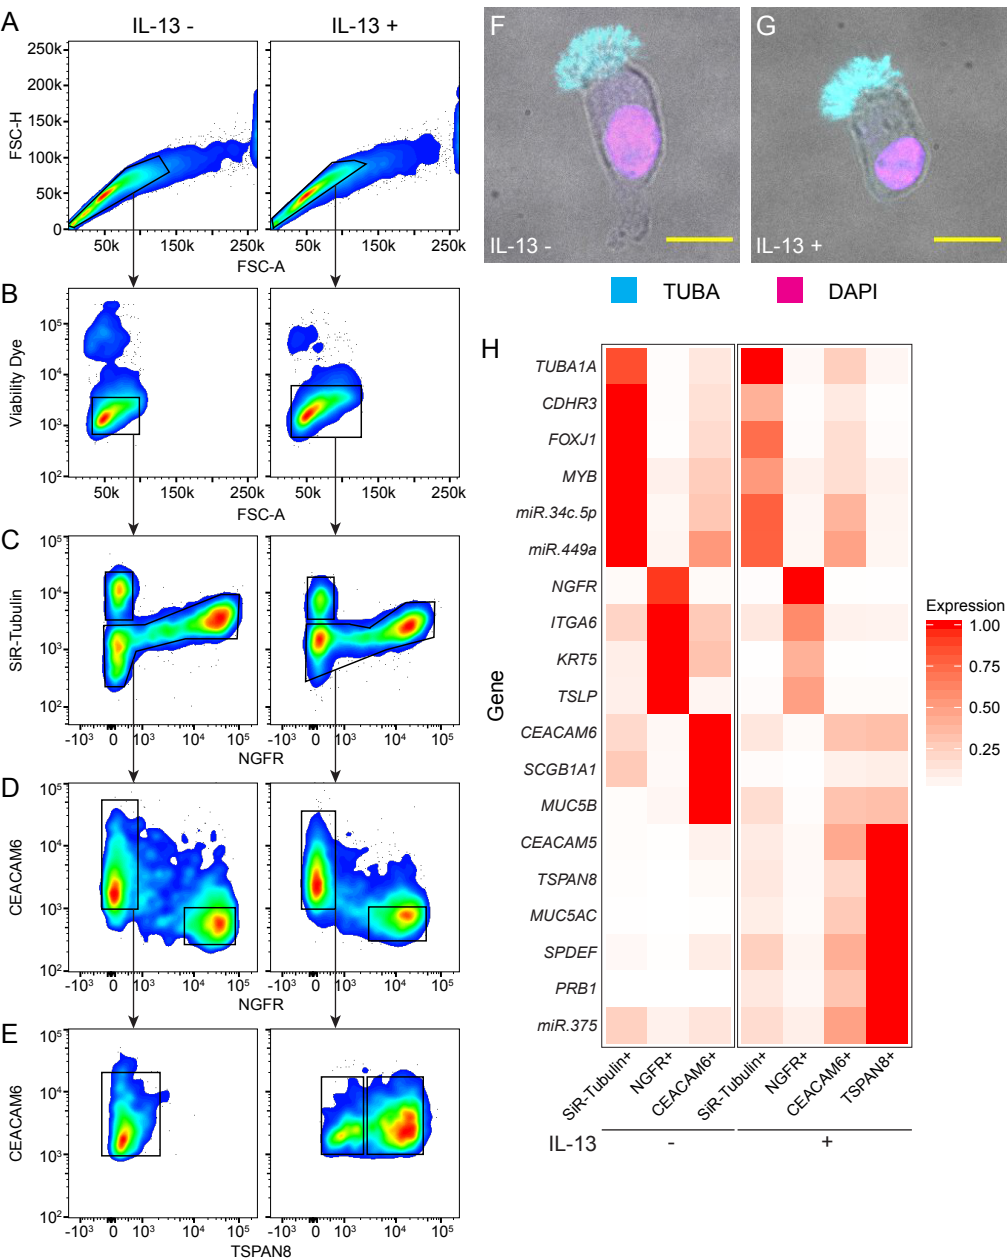 A
IL-13 -
IL-13 +
FSC-H
250k
200k
150k
100k
50k
0
50k
150k
250k
50k
150k
250k
FSC-A
B
Viability Dye
10⁵
10⁴
10³
10²
50k
150k
250k
50k
150k
250k
FSC-A
C
SiR-Tubulin
10⁵
10⁴
10³
10²
-10³
0
10³
10⁴
10⁵
-10³
0
10³
10⁴
10⁵
NGFR
D
CEACAM6
10⁵
10⁴
10³
10²
-10³
0
10³
10⁴
10⁵
-10³
0
10³
10⁴
10⁵
NGFR
E
CEACAM6
10⁵
10⁴
10³
10²
-10³
0
10³
10⁴
10⁵
-10³
0
10³
10⁴
10⁵
TSPAN8
F
IL-13 -
G
IL-13 +
TUBA
DAPI
H
Gene
TUBA1A
CDHR3
FOXJ1
MYB
miR.34c.5p
miR.449a
NGFR
ITGA6
KRT5
TSLP
CEACAM6
SCGB1A1
MUC5B
CEACAM5
TSPAN8
MUC5AC
SPDEF
PRB1
miR.375
SiR-Tubulin+
NGFR+
CEACAM6+
SiR-Tubulin+
NGFR+
CEACAM6+
TSPAN8+
IL-13
-
+
Expression
1.00
0.75
0.50
0.25